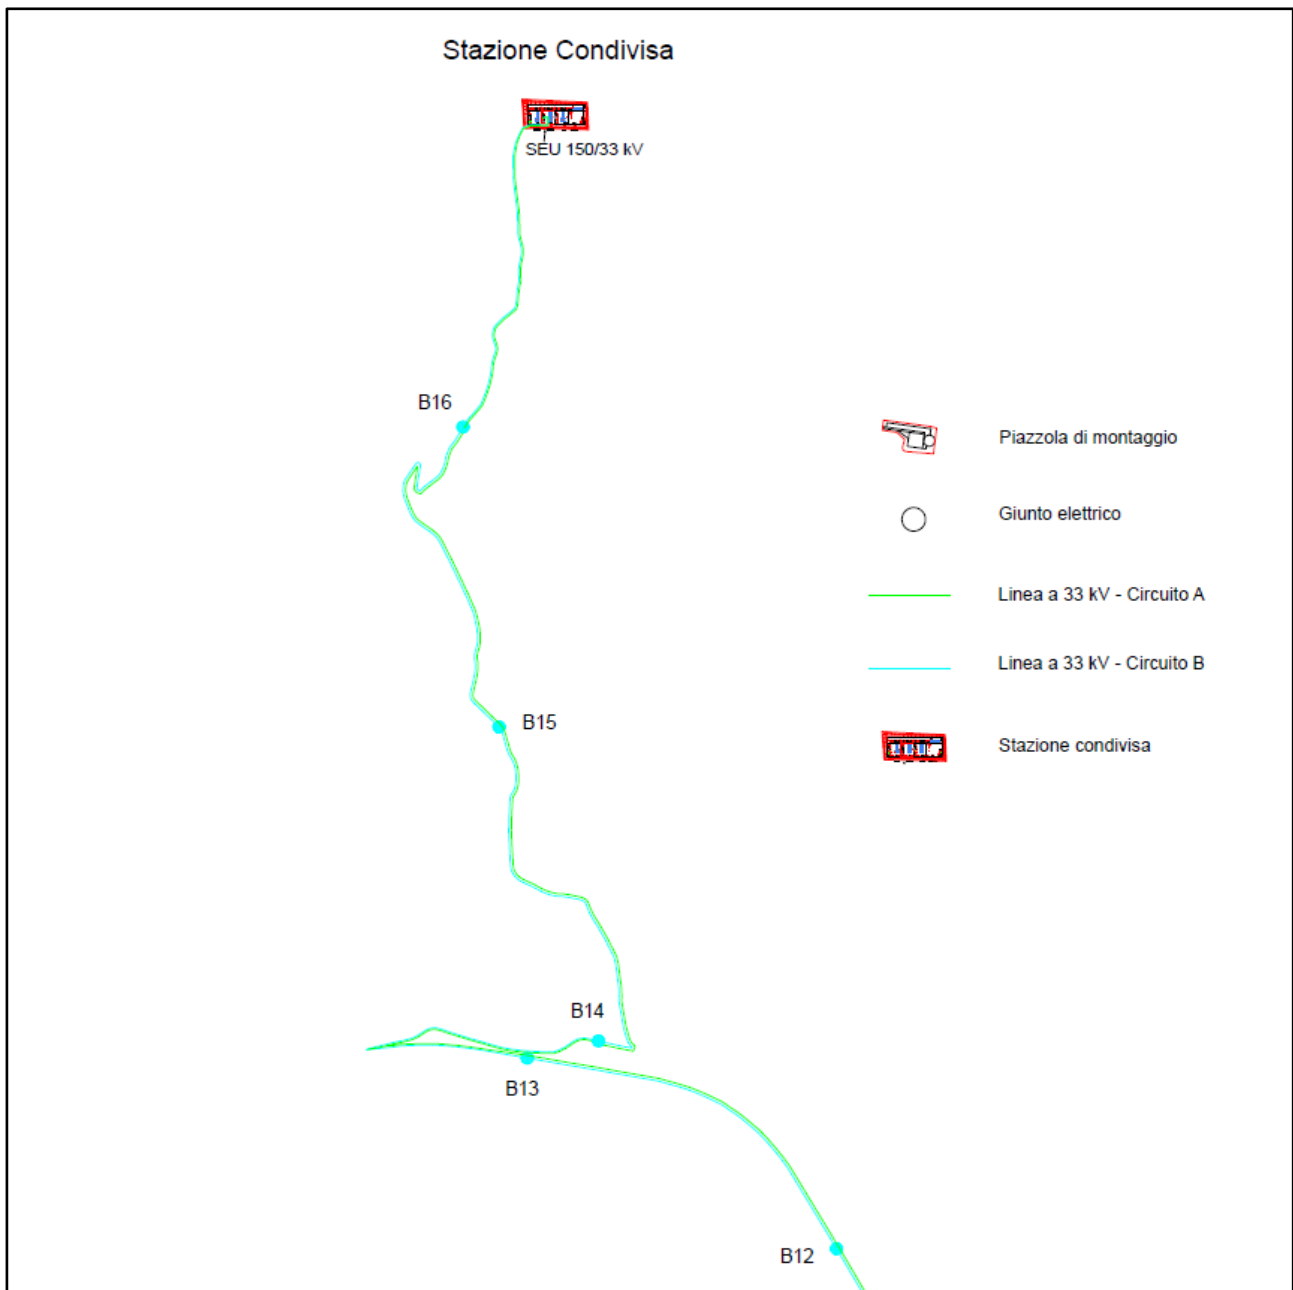 Stazione Condivisa
SEU 150/33 kV
B16
Piazzola di montaggio
Giunto elettrico
Linea a 33 kV - Circuito A
Linea a 33 kV - Circuito B
B15
Stazione condivisa
B14
B13
B12